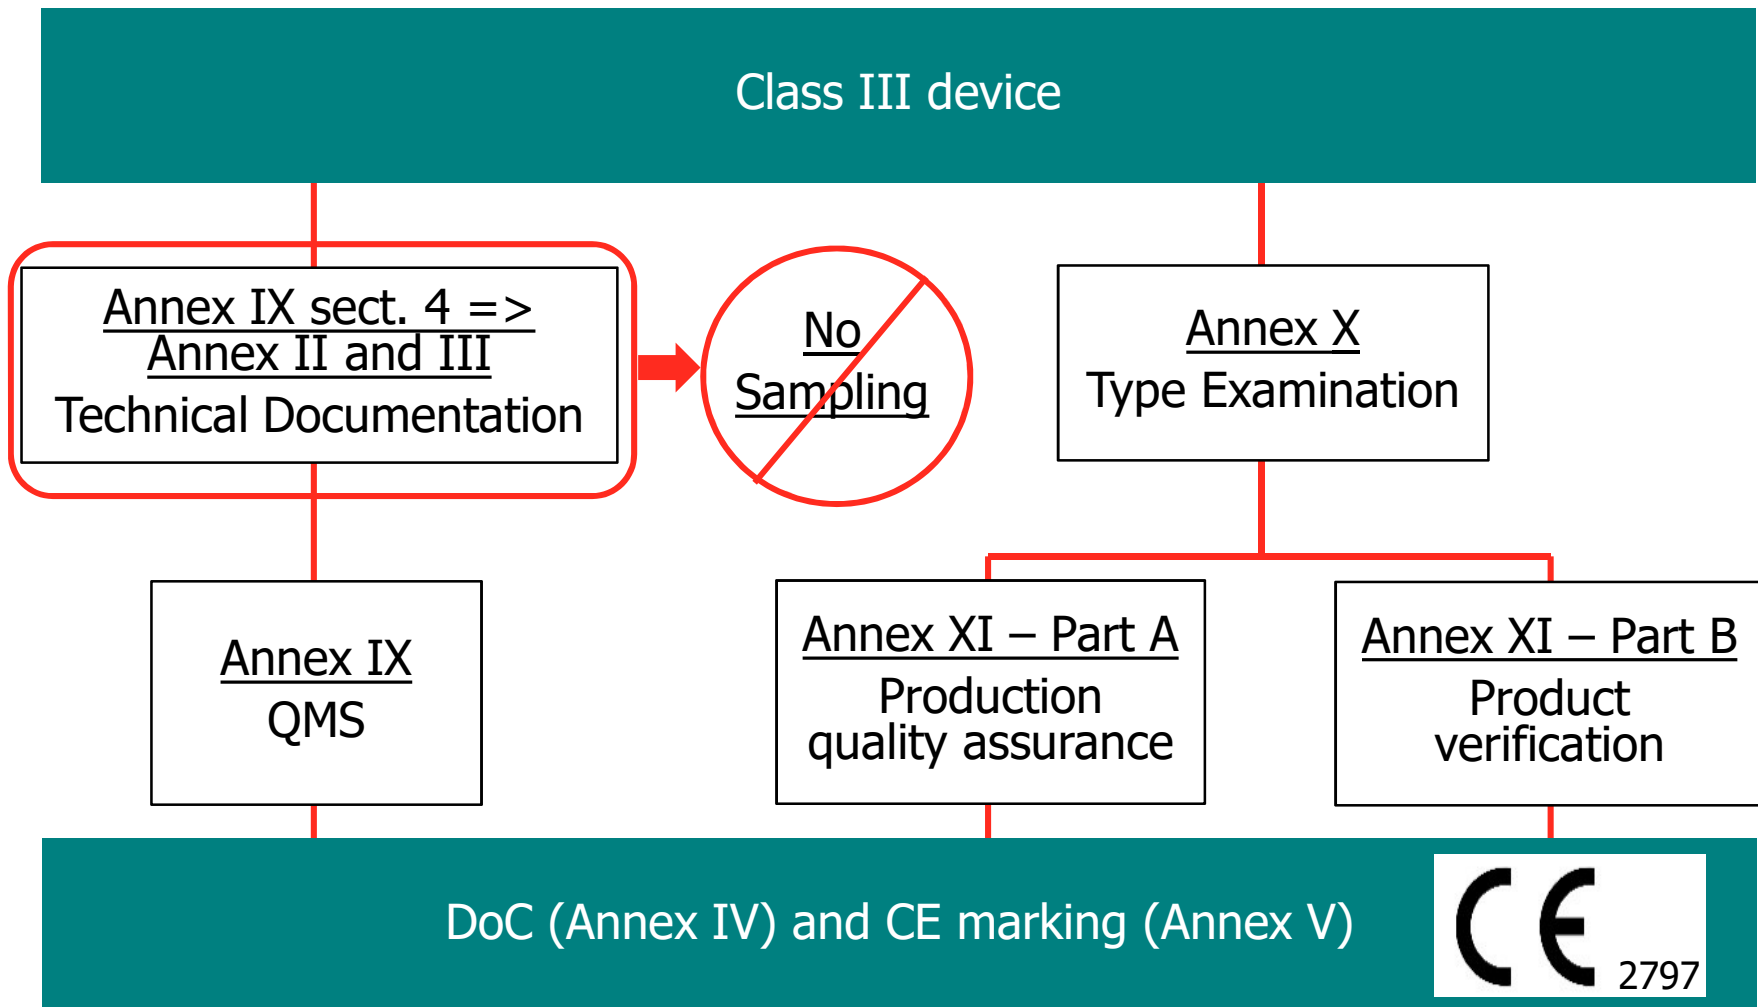 Class III device
Annex IX sect. 4 =>
Annex II and III
Technical Documentation
No
Sampling
Annex X
Type Examination
Annex IX
QMS
Annex XI – Part A
Production
quality assurance
Annex XI – Part B
Product
verification
DoC (Annex IV) and CE marking (Annex V)
CE
2797